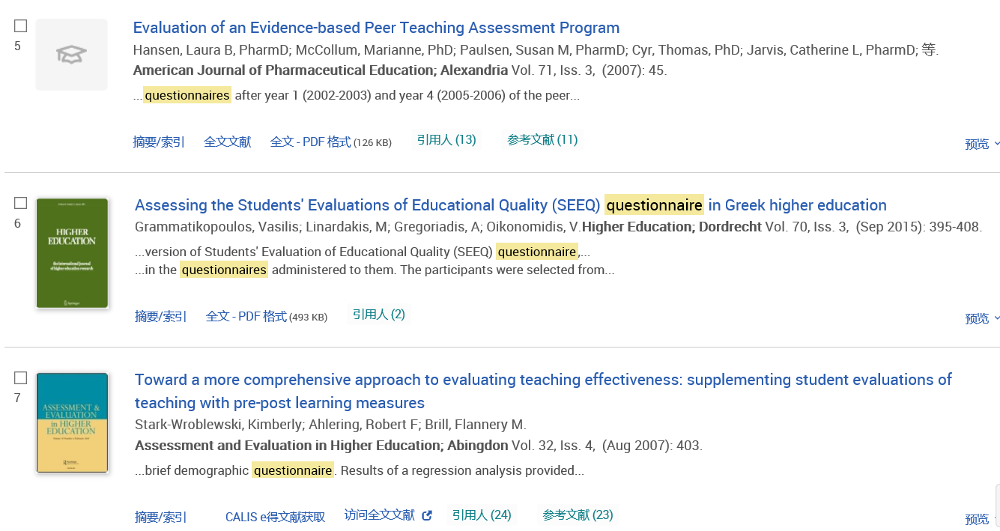 5
Evaluation of an Evidence-based Peer Teaching Assessment Program
Hansen, Laura B, PharmD; McCollum, Marianne, PhD; Paulsen, Susan M, PharmD; Cyr, Thomas, PhD; Jarvis, Catherine L, PharmD; 等.
American Journal of Pharmaceutical Education; Alexandria Vol. 71, Iss. 3, (2007): 45.
...questionnaires after year 1 (2002-2003) and year 4 (2005-2006) of the peer...
摘要/索引 全文文献 全文 - PDF 格式 (126 KB) 引用人 (13) 参考文献 (11) 预览
6
HIGHER
EDUCATION
the international journal
of higher education research
Springer
Assessing the Students' Evaluations of Educational Quality (SEEQ) questionnaire in Greek higher education
Grammatikopoulos, Vasilis; Linardakis, M; Gregoriadis, A; Oikonomidis, V.Higher Education; Dordrecht Vol. 70, Iss. 3, (Sep 2015): 395-408.
...version of Students' Evaluation of Educational Quality (SEEQ) questionnaire,...
...in the questionnaires administered to them. The participants were selected from...
摘要/索引 全文 - PDF 格式 (493 KB) 引用人 (2) 预览
7
ASSESSMENT &
EVALUATION
in HIGHER
EDUCATION
Toward a more comprehensive approach to evaluating teaching effectiveness: supplementing student evaluations of
teaching with pre-post learning measures
Stark-Wroblewski, Kimberly; Ahlering, Robert F; Brill, Flannery M.
Assessment and Evaluation in Higher Education; Abingdon Vol. 32, Iss. 4, (Aug 2007): 403.
...brief demographic questionnaire. Results of a regression analysis provided...
摘要/索引 CALIS e得文献获取 访问全文文献 引用人 (24) 参考文献 (23) 预览